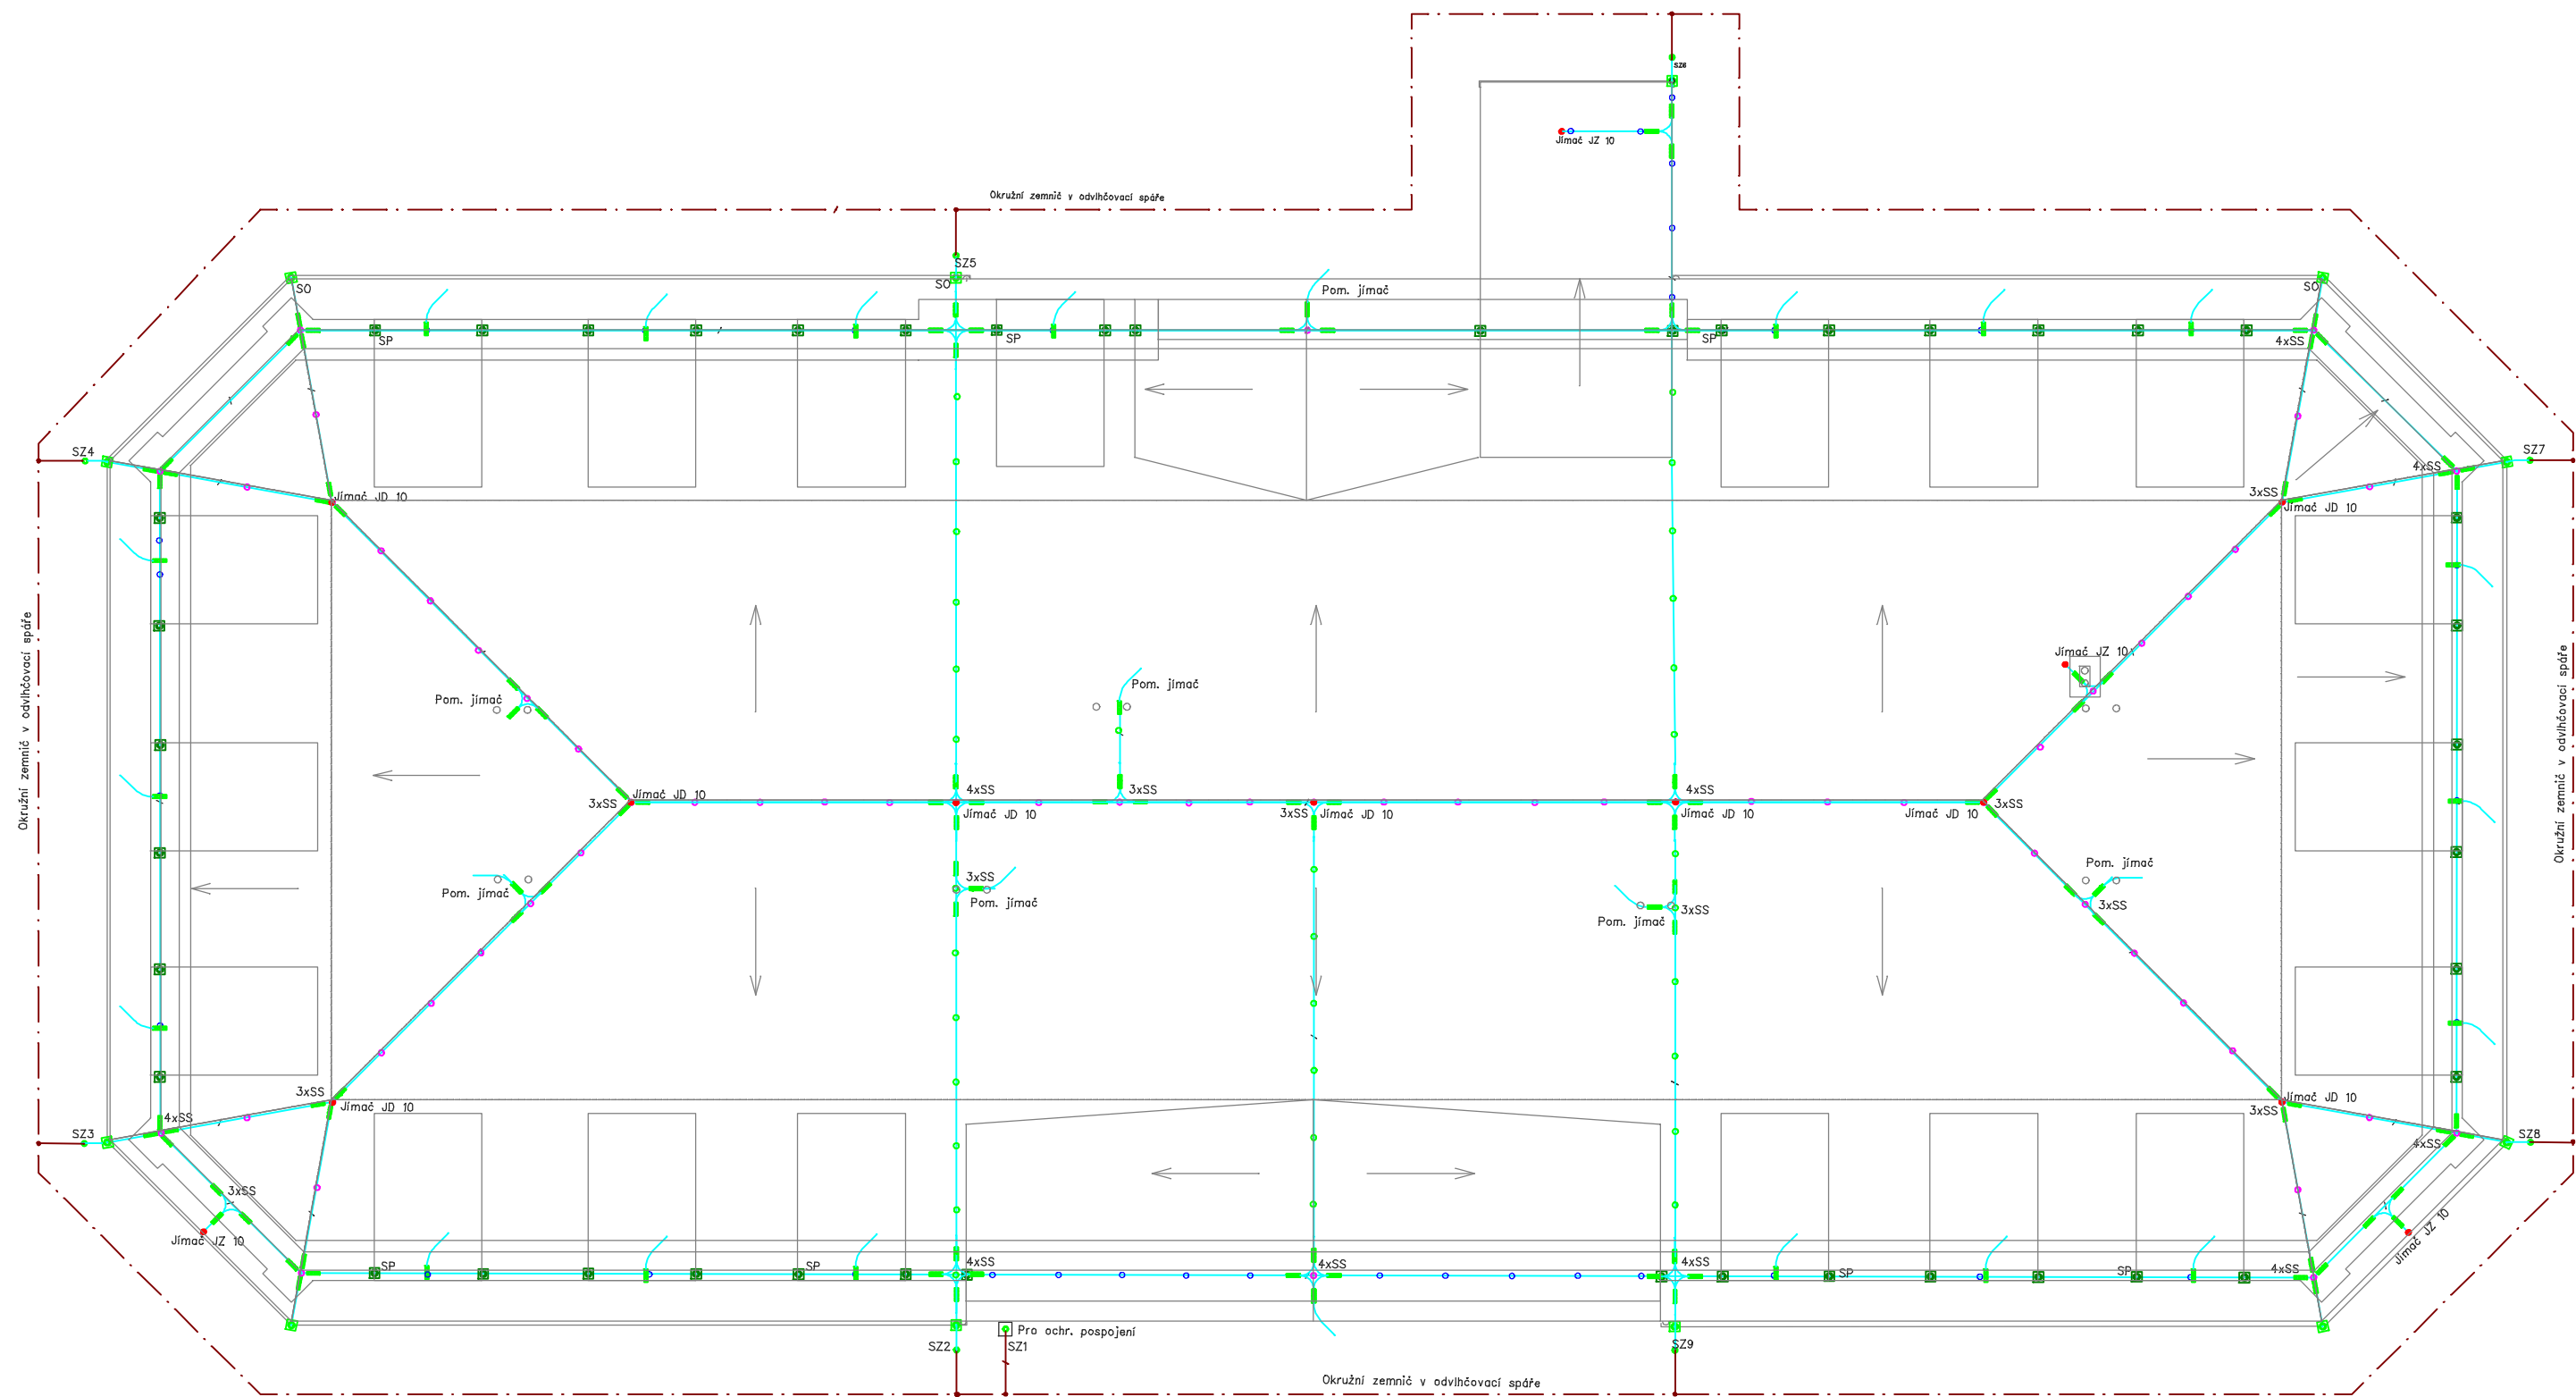 SZ6
Jímač JZ 10
Okružní zemnič v odvlhčovací spáře
SZ5
SO
SO
SO
Pom. jímač
SP
SP
SP
4xSS
SZ4
SZ7
4xSS
Jímač JD 10
3xSS
Jímač JD 10
Okružní zemnič v odvlhčovací spáře
Okružní zemnič v odvlhčovací spáře
Jímač JZ 10
Pom. jímač
Pom. jímač
3xSS
Jímač JD 10
4xSS
Jímač JD 10
3xSS
3xSS
Jímač JD 10
4xSS
Jímač JD 10
3xSS
Jímač JD 10
Pom. jímač
3xSS
Pom. jímač
3xSS
Pom. jímač
Pom. jímač
3xSS
3xSS
Jímač JD 10
Jímač JD 10
3xSS
4xSS
SZ3
SZ8
4xSS
3xSS
Jímač JZ 10
Jímač JZ 10
SP
SP
4xSS
4xSS
4xSS
SP
SP
4xSS
SZ2
SZ1
Pro ochr. pospojení
SZ9
Okružní zemnič v odvlhčovací spáře